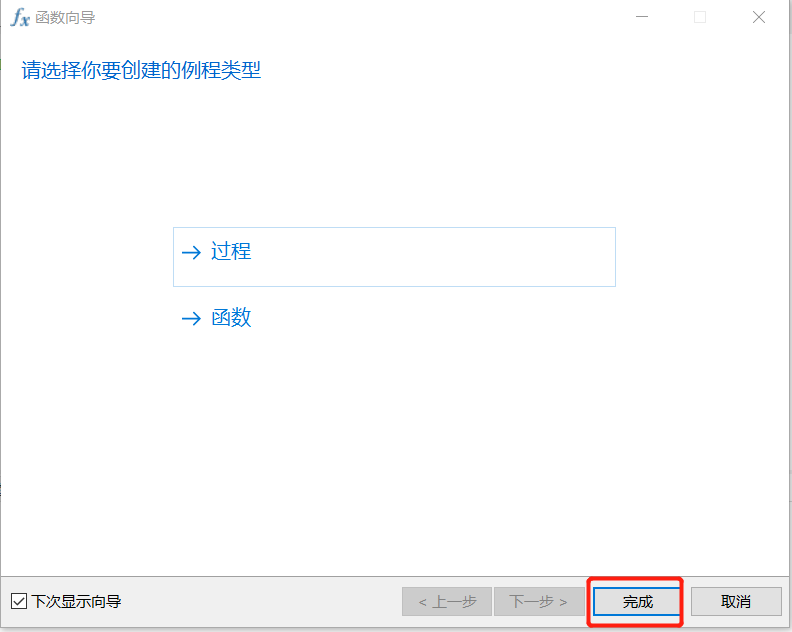 fx 函数向导
请选择你要创建的例程类型
→ 过程
→ 函数
下次显示向导
< 上一步
下一步 >
完成
取消